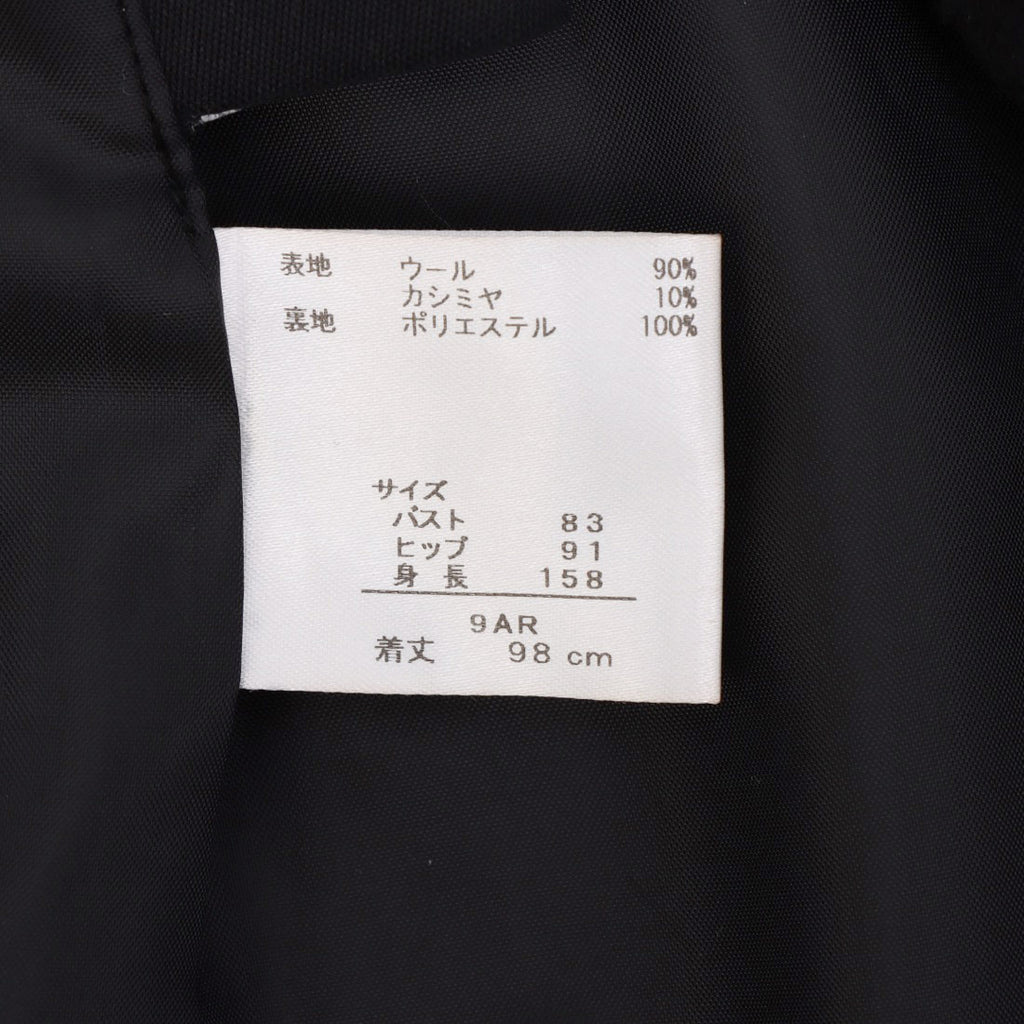 表地 ウール 90%
カシミヤ 10%
裏地 ポリエステル 100%
サイズ
バスト 83
ヒップ 91
身長 158
9AR
着丈 98 cm